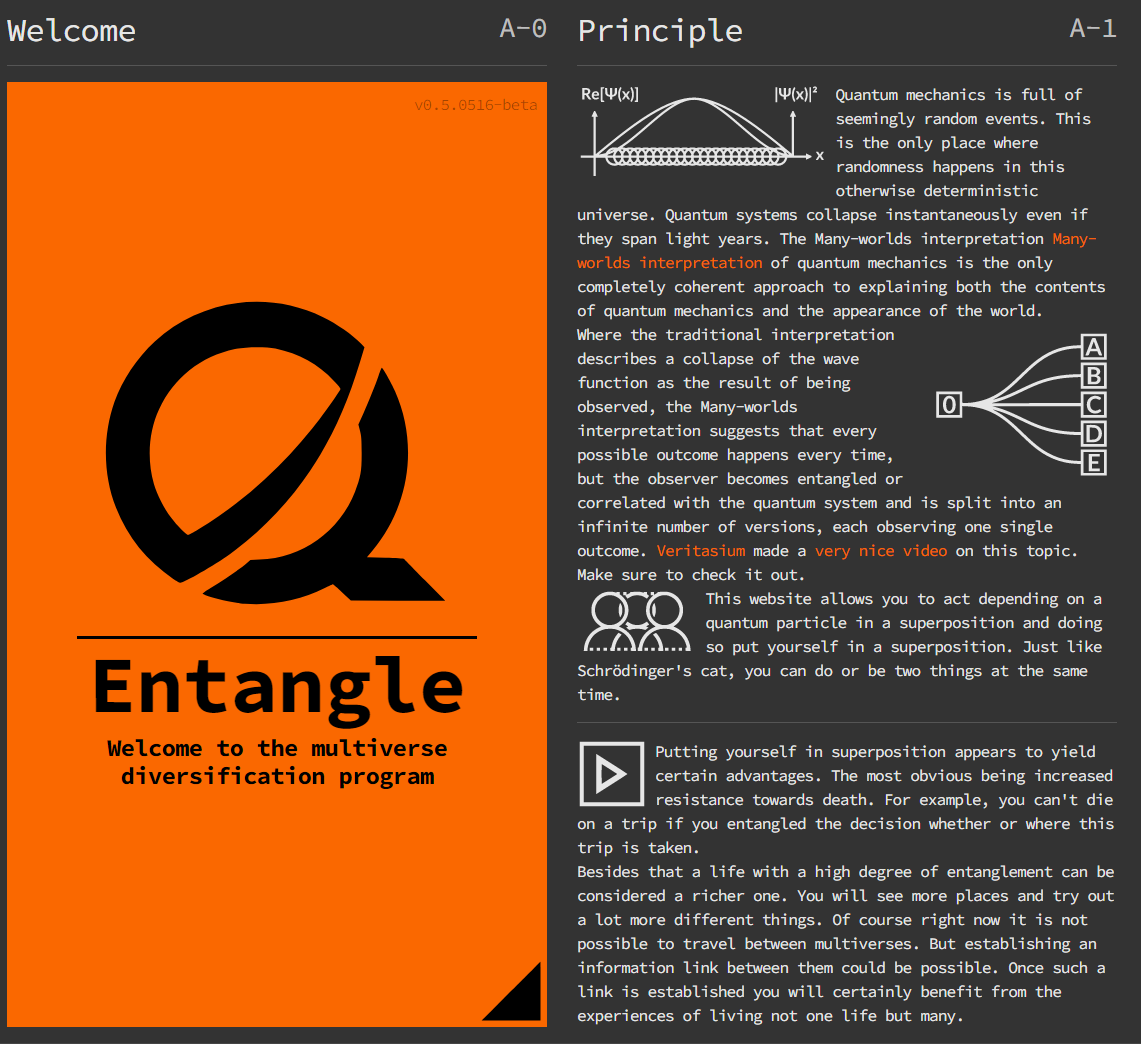 Welcome A-0
v0.5.0516-beta
Q
Entangle
Welcome to the multiverse
diversification program
Principle A-1
Re[Ψ(x)] |Ψ(x)|²
x
Quantum mechanics is full of
seemingly random events. This
is the only place where
randomness happens in this
otherwise deterministic
universe. Quantum systems collapse instantaneously even if
they span light years. The Many-worlds interpretation Many-
worlds interpretation of quantum mechanics is the only
completely coherent approach to explaining both the contents
of quantum mechanics and the appearance of the world.
Where the traditional interpretation
describes a collapse of the wave
function as the result of being
observed, the Many-worlds
interpretation suggests that every
possible outcome happens every time,
but the observer becomes entangled or
correlated with the quantum system and is split into an
infinite number of versions, each observing one single
outcome. Veritasium made a very nice video on this topic.
Make sure to check it out.
0
A
B
C
D
E
This website allows you to act depending on a
quantum particle in a superposition and doing
so put yourself in a superposition. Just like
Schrödinger's cat, you can do or be two things at the same
time.
Putting yourself in superposition appears to yield
certain advantages. The most obvious being increased
resistance towards death. For example, you can't die
on a trip if you entangled the decision whether or where this
trip is taken.
Besides that a life with a high degree of entanglement can be
considered a richer one. You will see more places and try out
a lot more different things. Of course right now it is not
possible to travel between multiverses. But establishing an
information link between them could be possible. Once such a
link is established you will certainly benefit from the
experiences of living not one life but many.